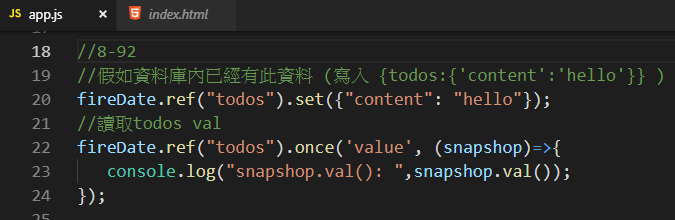 JS app.js × index.html
18 //8-92
19 //假如資料庫內已經有此資料 (寫入 {todos:{'content':'hello'}} )
20 fireDate.ref("todos").set({"content": "hello"});
21 //讀取todos val
22 fireDate.ref("todos").once('value', (snapshop)=>{
23 console.log("snapshop.val(): ",snapshop.val());
24 });